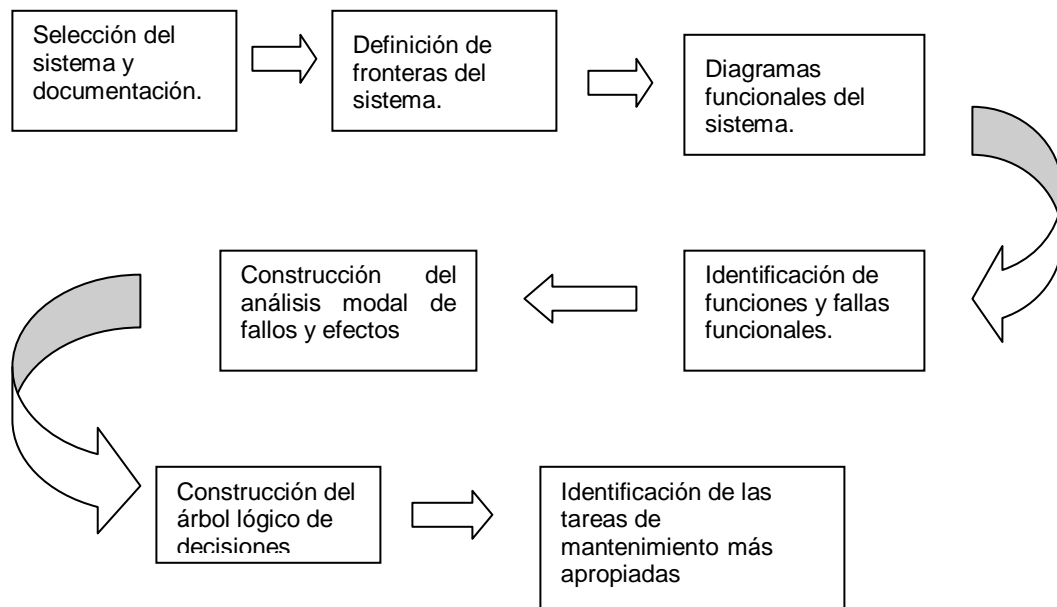 Selección del
sistema y
documentación.
Definición de
fronteras del
sistema.
Diagramas
funcionales del
sistema.
Identificación de
funciones y fallas
funcionales.
Construcción del
análisis modal de
fallos y efectos
Construcción del
árbol lógico de
decisiones
Identificación de las
tareas de
mantenimiento más
apropiadas